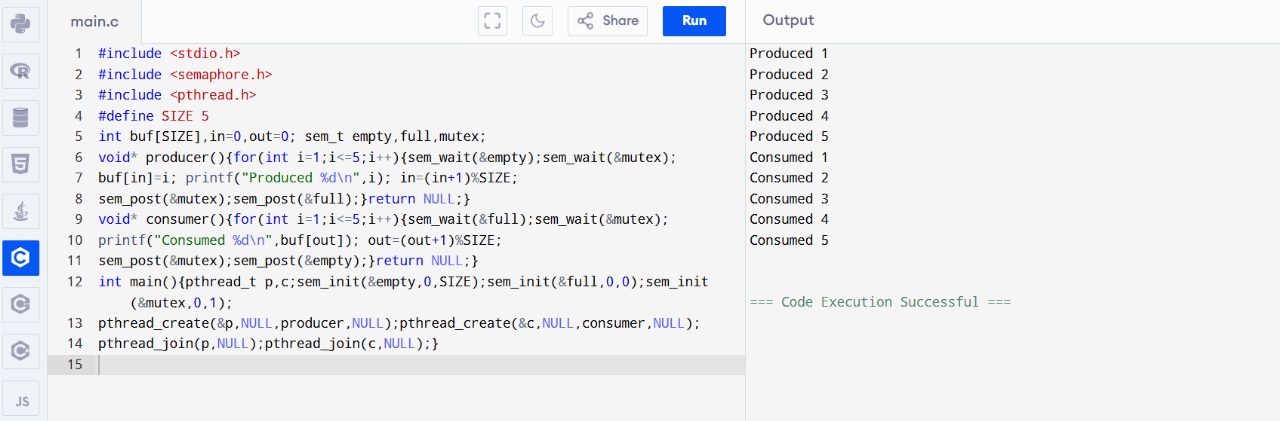 main.c
Share
Run
Output
1 #include <stdio.h>
2 #include <semaphore.h>
3 #include <pthread.h>
4 #define SIZE 5
5 int buf[SIZE],in=0,out=0; sem_t empty,full,mutex;
6 void* producer(){for(int i=1;i<=5;i++){sem_wait(&empty);sem_wait(&mutex);
7 buf[in]=i; printf("Produced %d\n",i); in=(in+1)%SIZE;
8 sem_post(&mutex);sem_post(&full);}return NULL;}
9 void* consumer(){for(int i=1;i<=5;i++){sem_wait(&full);sem_wait(&mutex);
10 printf("Consumed %d\n",buf[out]); out=(out+1)%SIZE;
11 sem_post(&mutex);sem_post(&empty);}return NULL;}
12 int main(){pthread_t p,c;sem_init(&empty,0,SIZE);sem_init(&full,0,0);sem_init
(&mutex,0,1);
13 pthread_create(&p,NULL,producer,NULL);pthread_create(&c,NULL,consumer,NULL);
14 pthread_join(p,NULL);pthread_join(c,NULL);}
15
Produced 1
Produced 2
Produced 3
Produced 4
Produced 5
Consumed 1
Consumed 2
Consumed 3
Consumed 4
Consumed 5
=== Code Execution Successful ===
R
5
C
C
C
JS